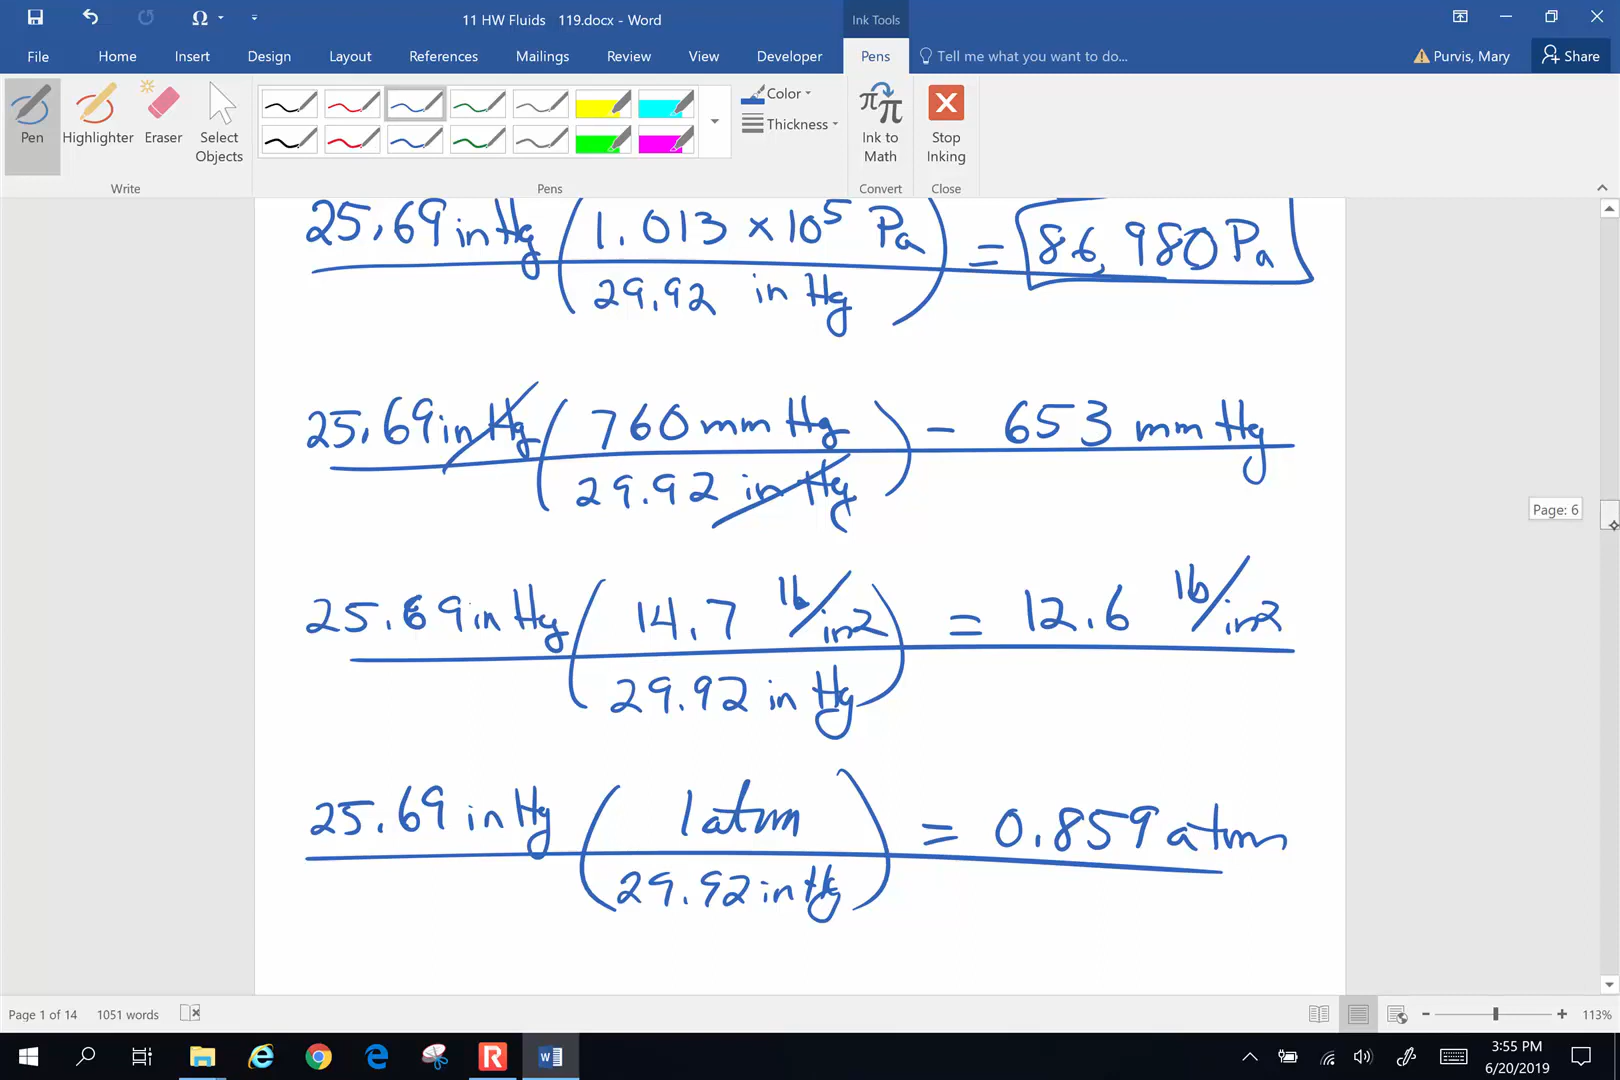 11 HW Fluids 119.docx - Word
Ink Tools
File Home Insert Design Layout References Mailings Review View Developer Pens Tell me what you want to do... Purvis, Mary Share
Pen Highlighter Eraser Select Objects
Color
Thickness
Ink to Math
Stop Inking
Write Pens Convert Close
25.69 in Hg ( 1.013 x 10^5 Pa / 29.92 in Hg ) = 86,980 Pa
25.69 in Hg ( 760 mm Hg / 29.92 in Hg ) - 653 mm Hg
Page: 6
25.69 in Hg ( 14.7 lb/in2 / 29.92 in Hg ) = 12.6 lb/in2
25.69 in Hg ( 1 atm / 29.92 in Hg ) = 0.859 atm
Page 1 of 14 1051 words 113%
3:55 PM
6/20/2019